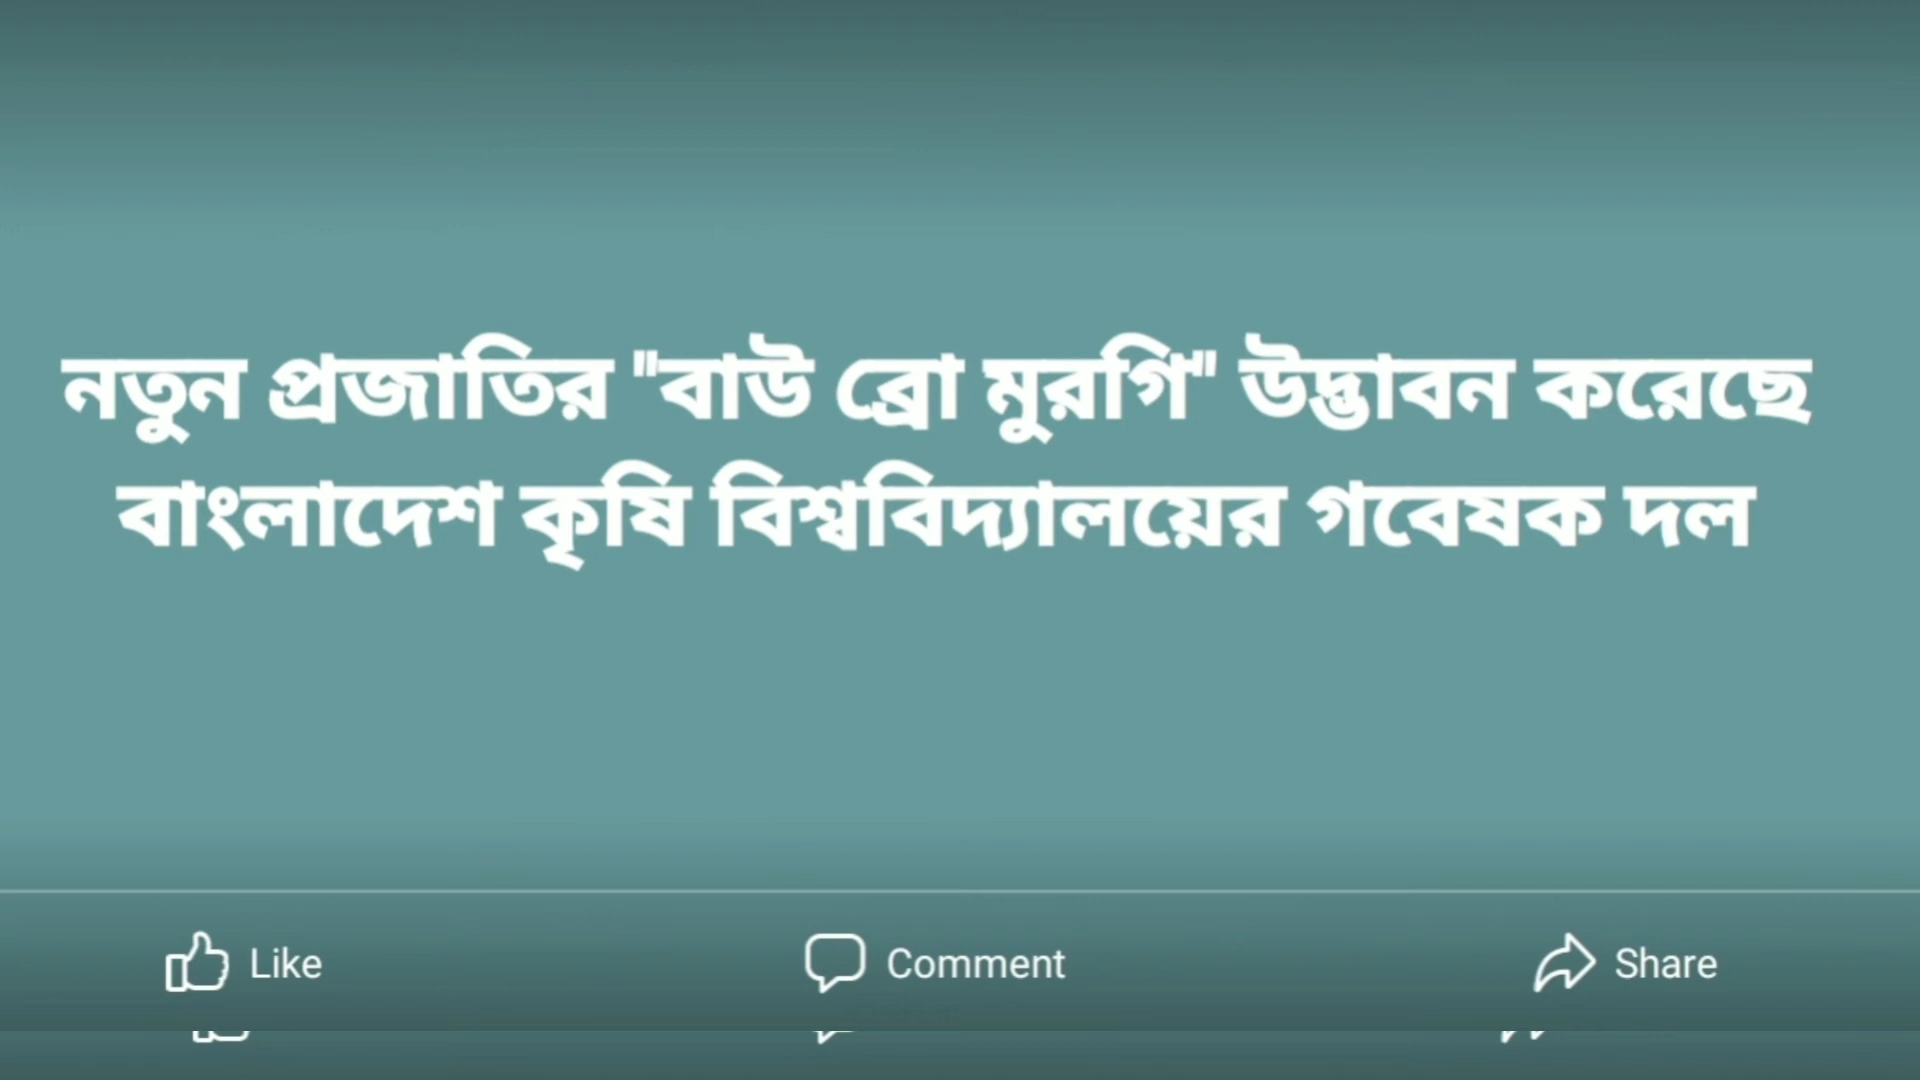 নতুন প্রজাতির "বাউ ব্রো মুরগি" উদ্ভাবন করেছে
বাংলাদেশ কৃষি বিশ্ববিদ্যালয়ের গবেষক দল
Like Comment Share